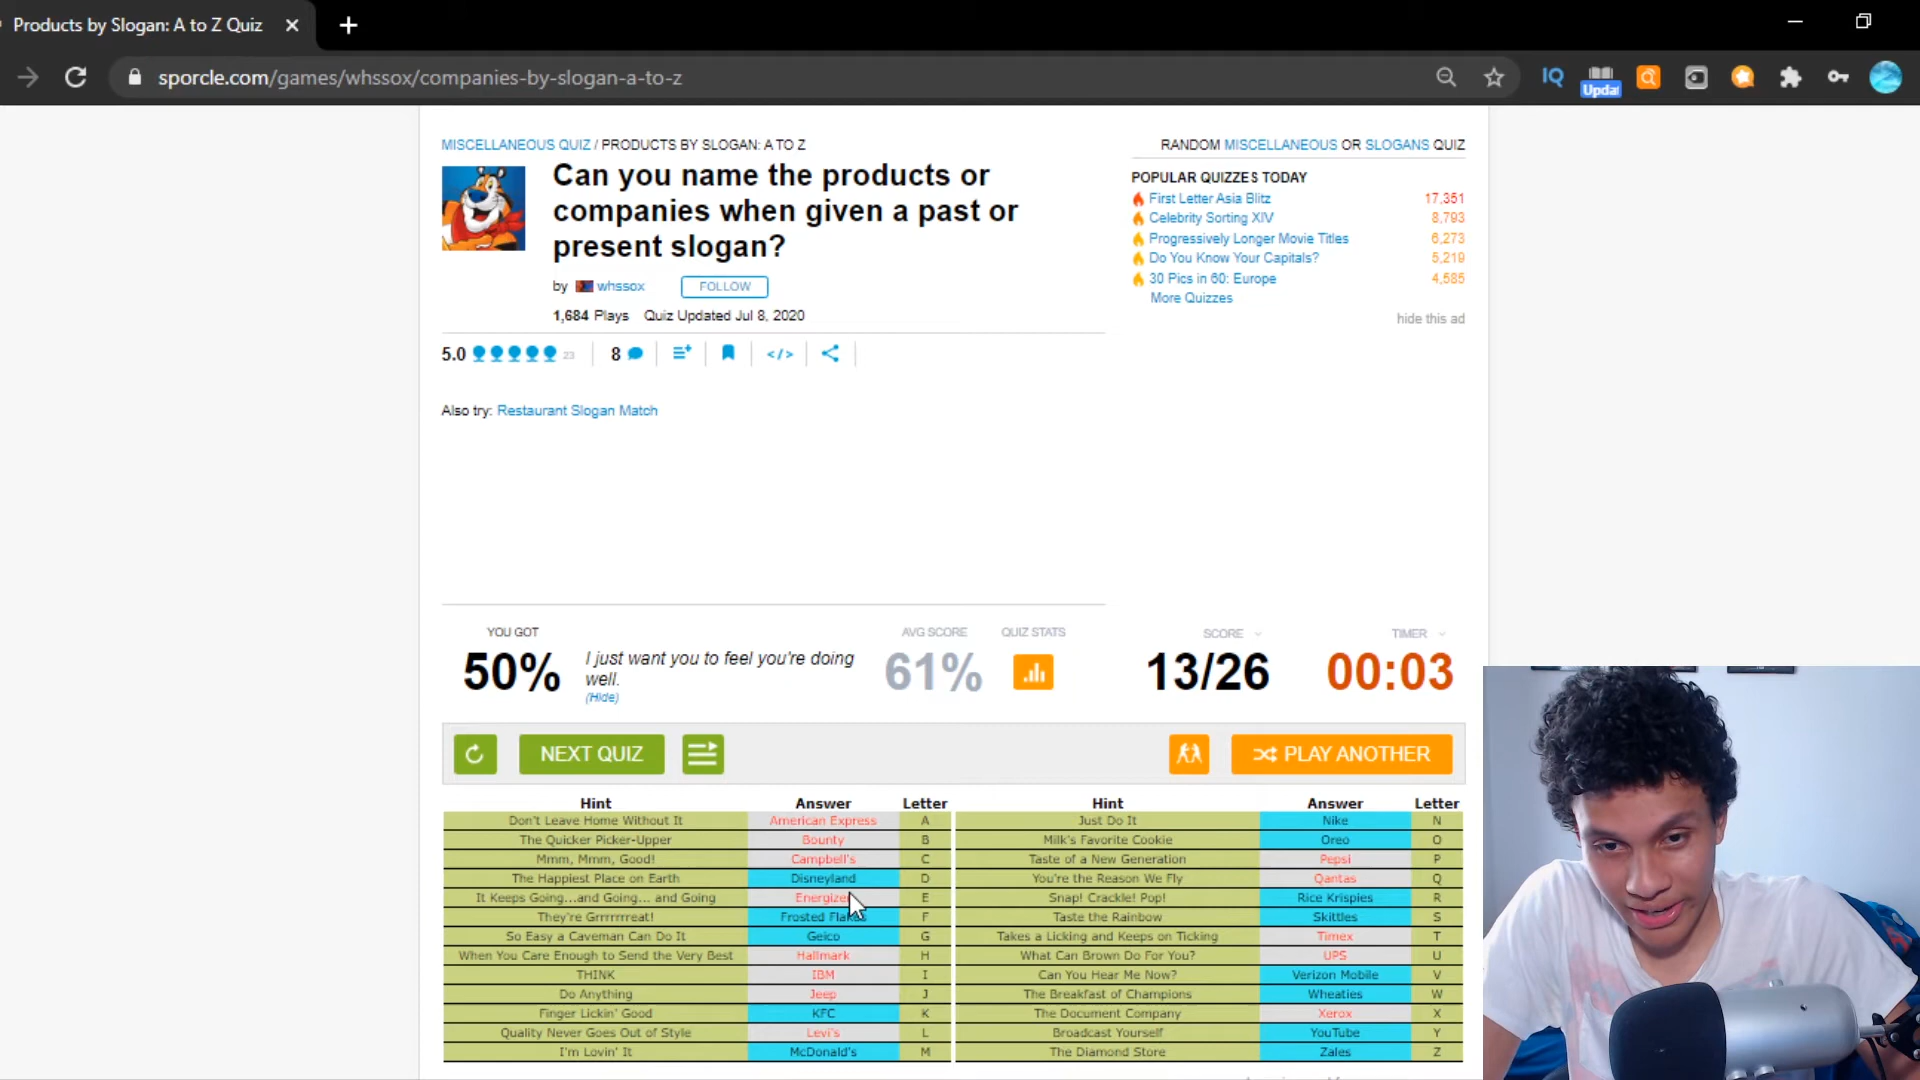 Products by Slogan: A to Z Quiz
sporcle.com/games/whssox/companies-by-slogan-a-to-z
IQ
Updat
MISCELLANEOUS QUIZ / PRODUCTS BY SLOGAN: A TO Z
RANDOM MISCELLANEOUS OR SLOGANS QUIZ
Can you name the products or
companies when given a past or
present slogan?
by whssox FOLLOW
1,684 Plays Quiz Updated Jul 8, 2020
5.0 23 8 </>
POPULAR QUIZZES TODAY
First Letter Asia Blitz 17,351
Celebrity Sorting XIV 8,793
Progressively Longer Movie Titles 6,273
Do You Know Your Capitals? 5,219
30 Pics in 60: Europe 4,585
More Quizzes
hide this ad
Also try: Restaurant Slogan Match
YOU GOT
50%
I just want you to feel you're doing
well.
(Hide)
AVG SCORE
61%
QUIZ STATS
SCORE
13/26
TIMER
00:03
NEXT QUIZ
PLAY ANOTHER
Hint Answer Letter
Don't Leave Home Without It American Express A
The Quicker Picker-Upper Bounty B
Mmm, Mmm, Good! Campbell's C
The Happiest Place on Earth Disneyland D
It Keeps Going...and Going... and Going Energizer E
They're Grrrrrrreat! Frosted Flakes F
So Easy a Caveman Can Do It Geico G
When You Care Enough to Send the Very Best Hallmark H
THINK IBM I
Do Anything Jeep J
Finger Lickin' Good KFC K
Quality Never Goes Out of Style Levi's L
I'm Lovin' It McDonald's M
Hint Answer Letter
Just Do It Nike N
Milk's Favorite Cookie Oreo O
Taste of a New Generation Pepsi P
You're the Reason We Fly Qantas Q
Snap! Crackle! Pop! Rice Krispies R
Taste the Rainbow Skittles S
Takes a Licking and Keeps on Ticking Timex T
What Can Brown Do For You? UPS U
Can You Hear Me Now? Verizon Mobile V
The Breakfast of Champions Wheaties W
The Document Company Xerox X
Broadcast Yourself YouTube Y
The Diamond Store Zales Z